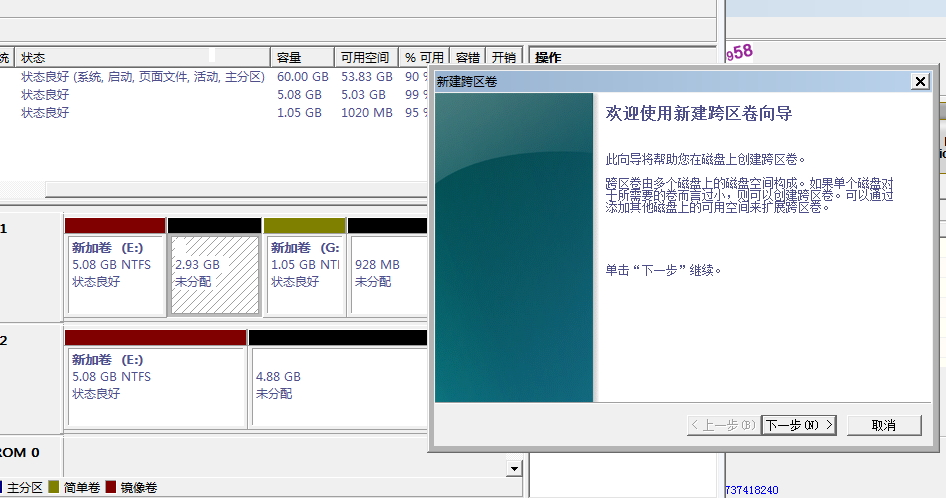 统 状态 容量 可用空间 % 可用 容错 开销 操作
状态良好 (系统, 启动, 页面文件, 活动, 主分区) 60.00 GB 53.83 GB 90 %
状态良好 5.08 GB 5.03 GB 99 %
状态良好 1.05 GB 1020 MB 95 %
958
新建跨区卷
欢迎使用新建跨区卷向导
此向导将帮助您在磁盘上创建跨区卷。
跨区卷由多个磁盘上的磁盘空间构成。如果单个磁盘对
于所需要的卷而言过小，则可以创建跨区卷。可以通过
添加其他磁盘上的可用空间来扩展跨区卷。
单击“下一步”继续。
< 上一步(B)
下一步(N) >
取消
1
新加卷 (E:)
5.08 GB NTFS
状态良好
2.93 GB
未分配
新加卷 (G:
1.05 GB NTI
状态良好
928 MB
未分配
2
新加卷 (E:)
5.08 GB NTFS
状态良好
4.88 GB
未分配
ROM 0
主分区 简单卷 镜像卷
737418240